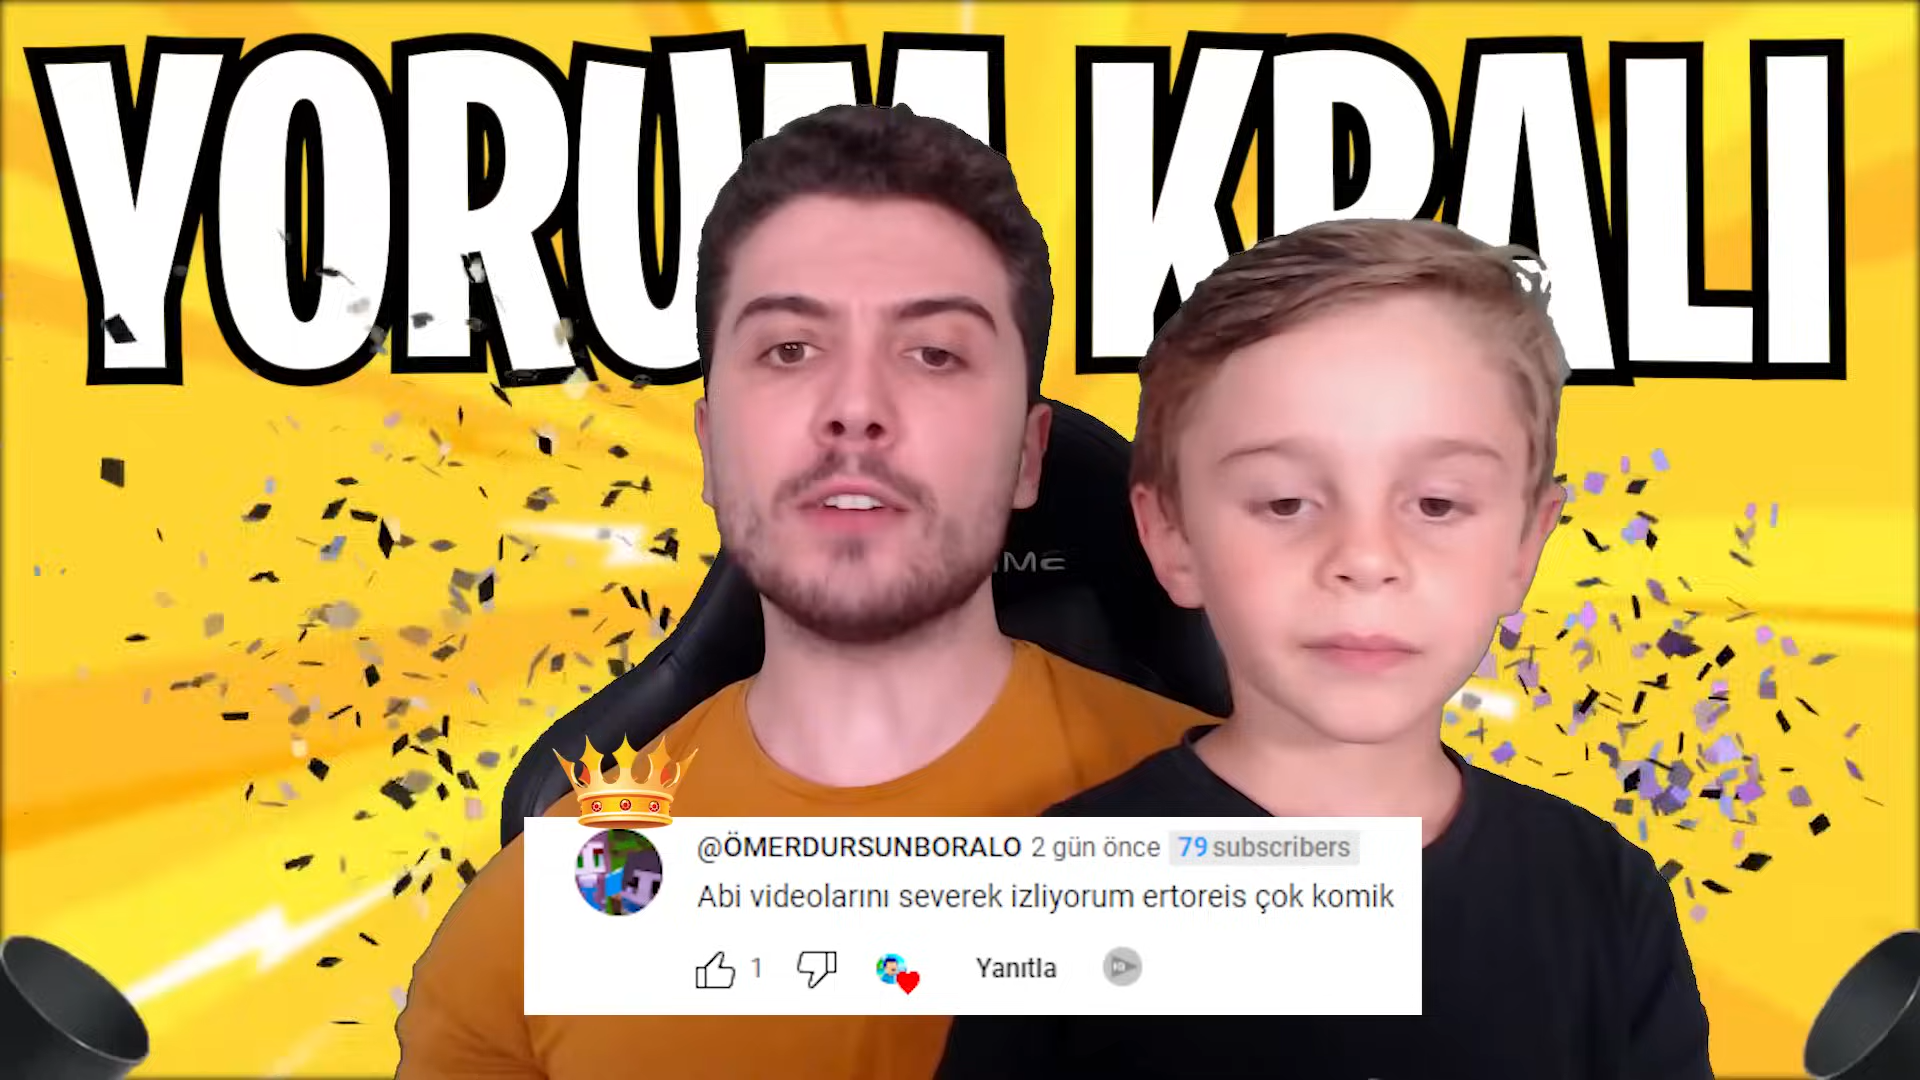 YORUM KRALI
@ÖMERDURSUNBORALO 2 gün önce 79 subscribers
Abi videolarını severek izliyorum ertoreis çok komik
1 Yanıtla